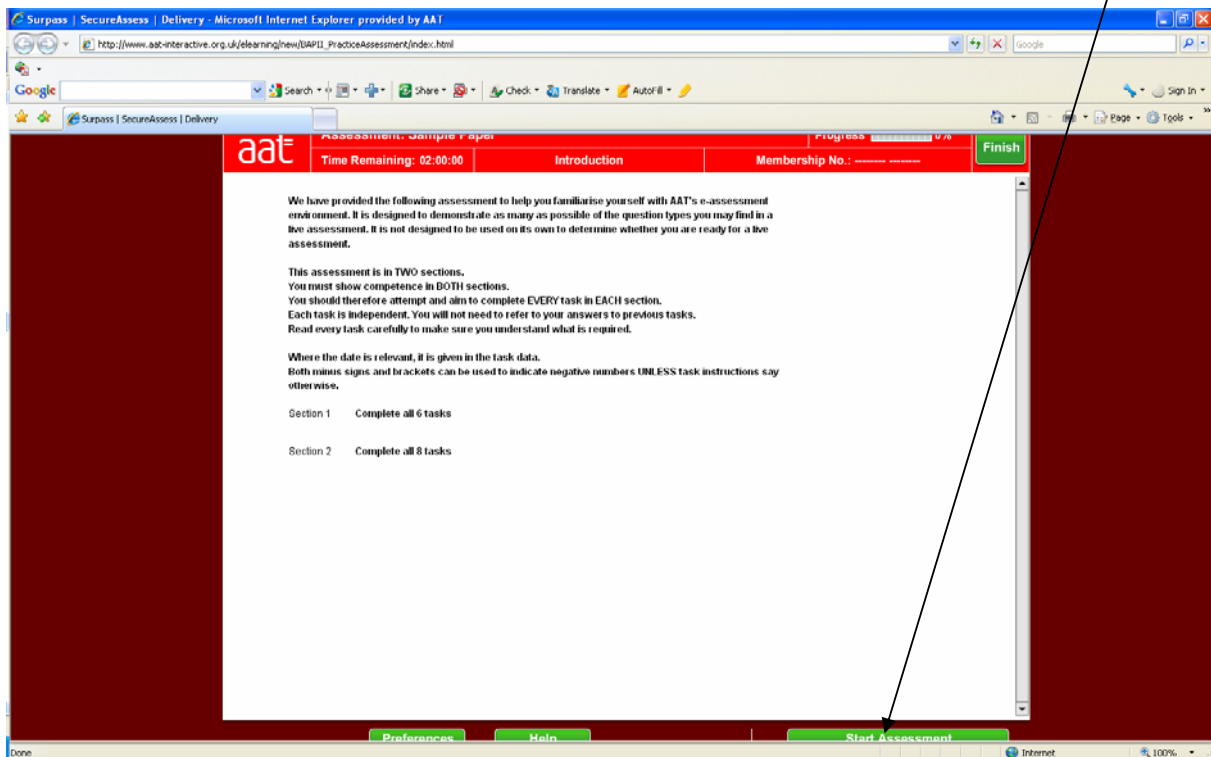 Surpass | SecureAssess | Delivery - Microsoft Internet Explorer provided by AAT
http://www.aat-interactive.org.uk/elearning/new/BAPII_PracticeAssessment/index.html
Google
Google
Search
Share
Check
Translate
AutoFill
Sign In
Surpass | SecureAssess | Delivery
Page
Tools
aat
Assessment: Sample Paper
Progress
0%
Finish
Time Remaining: 02:00:00
Introduction
Membership No.: -------- --------
We have provided the following assessment to help you familiarise yourself with AAT's e-assessment
environment. It is designed to demonstrate as many as possible of the question types you may find in a
live assessment. It is not designed to be used on its own to determine whether you are ready for a live
assessment.
This assessment is in TWO sections.
You must show competence in BOTH sections.
You should therefore attempt and aim to complete EVERY task in EACH section.
Each task is independent. You will not need to refer to your answers to previous tasks.
Read every task carefully to make sure you understand what is required.
Where the date is relevant, it is given in the task data.
Both minus signs and brackets can be used to indicate negative numbers UNLESS task instructions say
otherwise.
Section 1 Complete all 6 tasks
Section 2 Complete all 8 tasks
Preferences
Help
Start Assessment
Done
Internet
100%